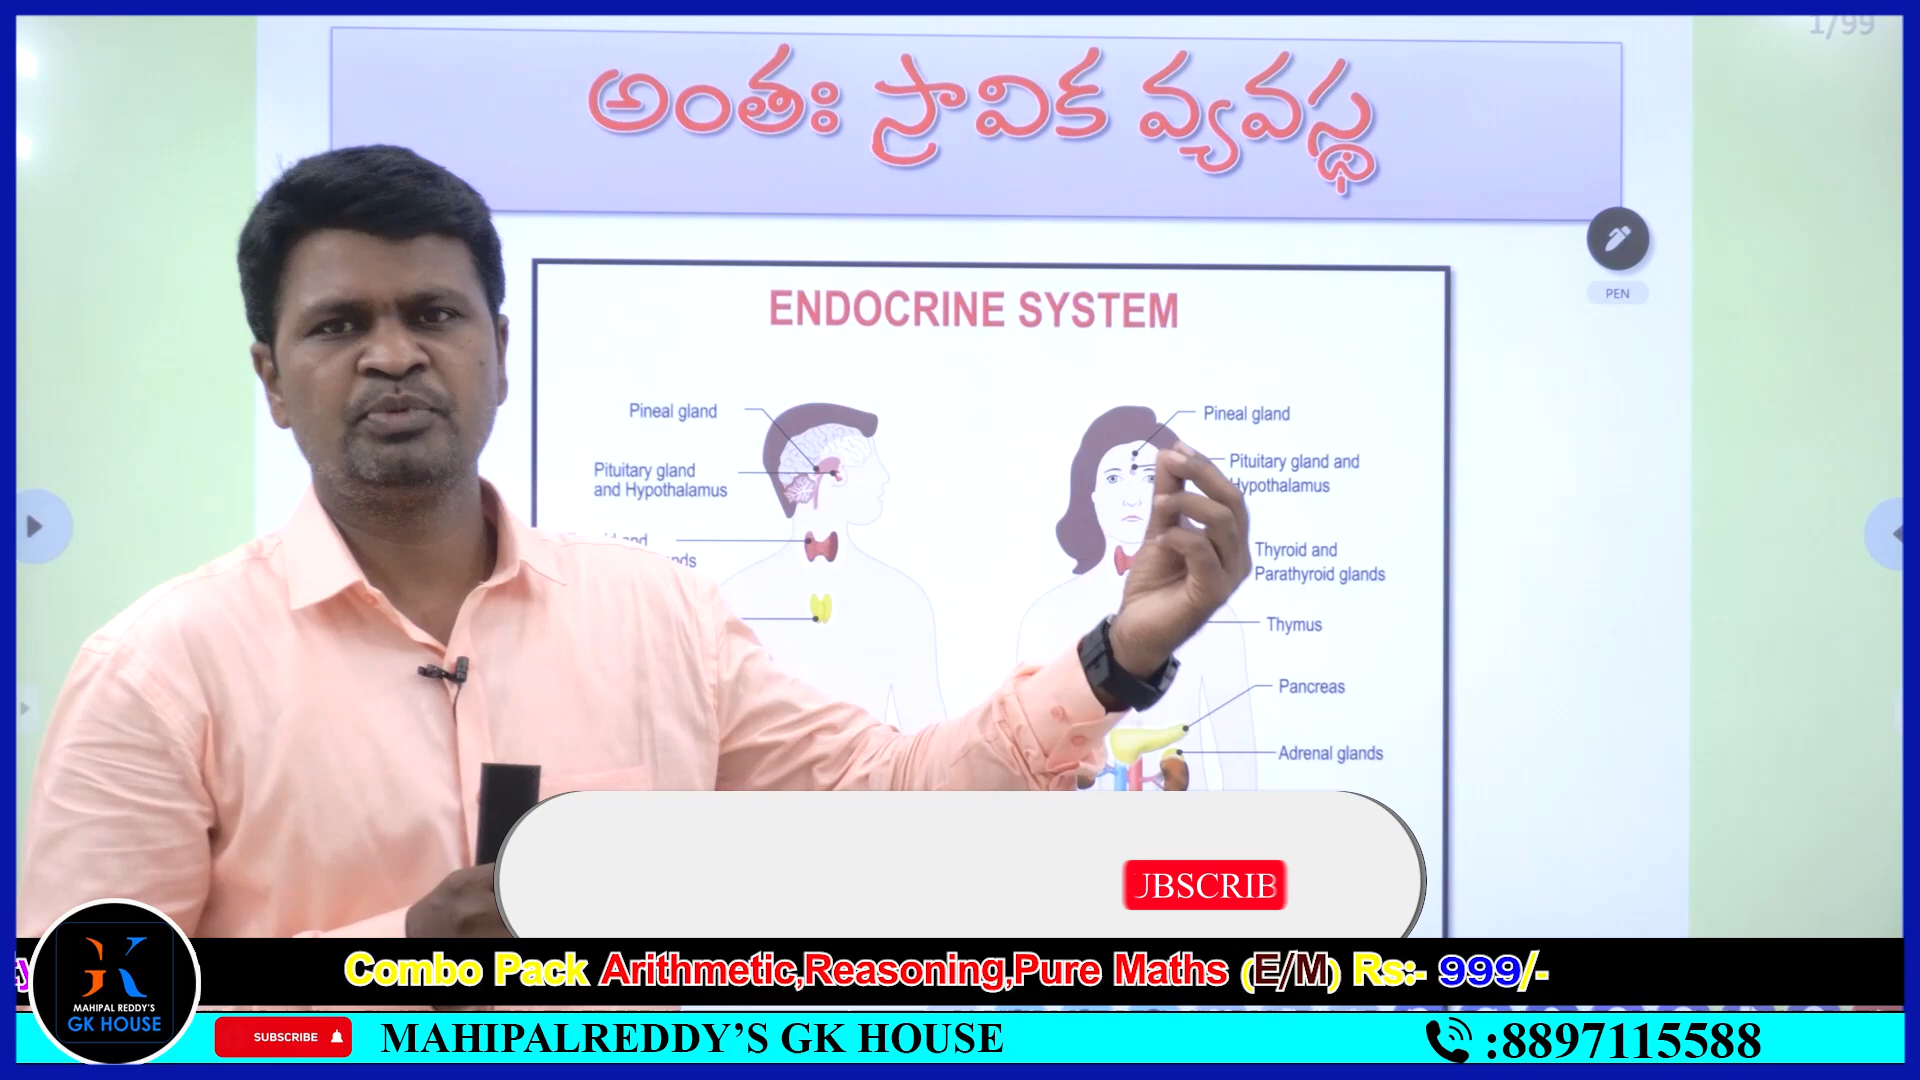 1/99
అంతః స్రావిక వ్యవస్థ
PEN
ENDOCRINE SYSTEM
Pineal gland
Pituitary gland
and Hypothalamus
Pineal gland
Pituitary gland and
Hypothalamus
Thyroid and
Parathyroid glands
Thymus
Pancreas
Adrenal glands
JBSCRIB
Combo Pack Arithmetic,Reasoning,Pure Maths (E/M) Rs:- 999/-
MAHIPAL REDDY'S
GK HOUSE
SUBSCRIBE
MAHIPALREDDY'S GK HOUSE
:8897115588